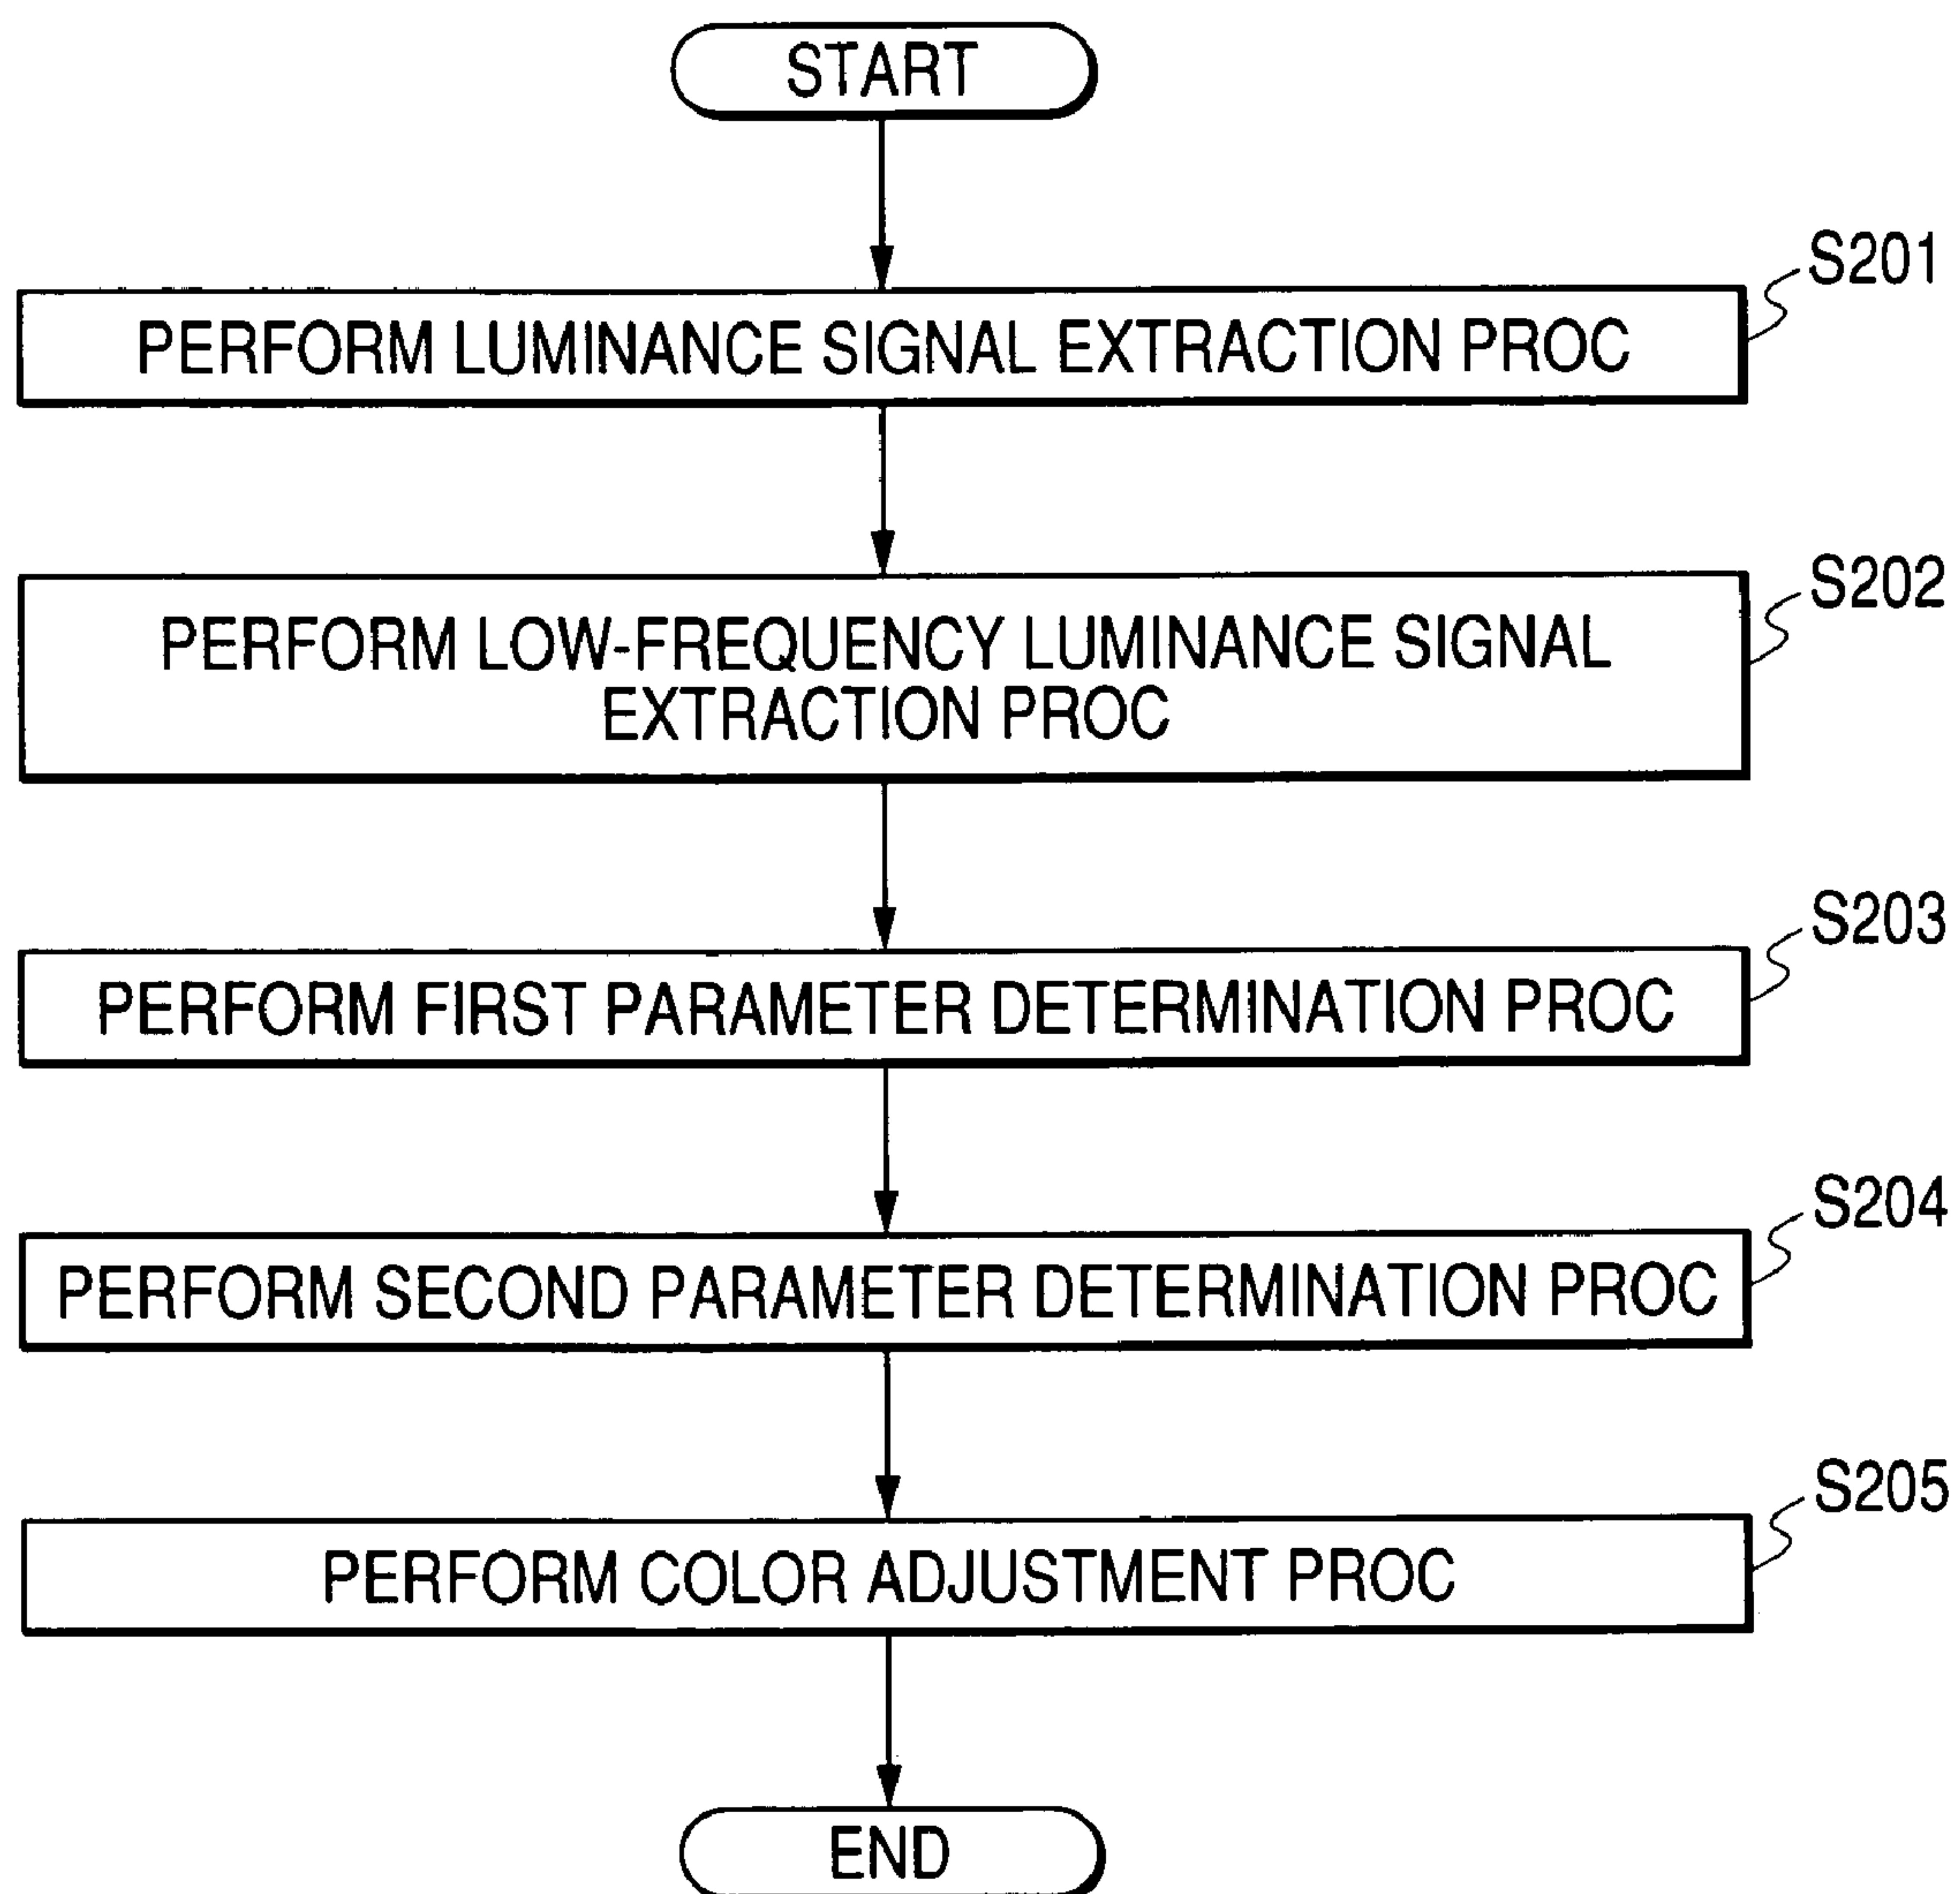 START
S201
PERFORM LUMINANCE SIGNAL EXTRACTION PROC
S202
PERFORM LOW-FREQUENCY LUMINANCE SIGNAL
EXTRACTION PROC
S203
PERFORM FIRST PARAMETER DETERMINATION PROC
S204
PERFORM SECOND PARAMETER DETERMINATION PROC
S205
PERFORM COLOR ADJUSTMENT PROC
END